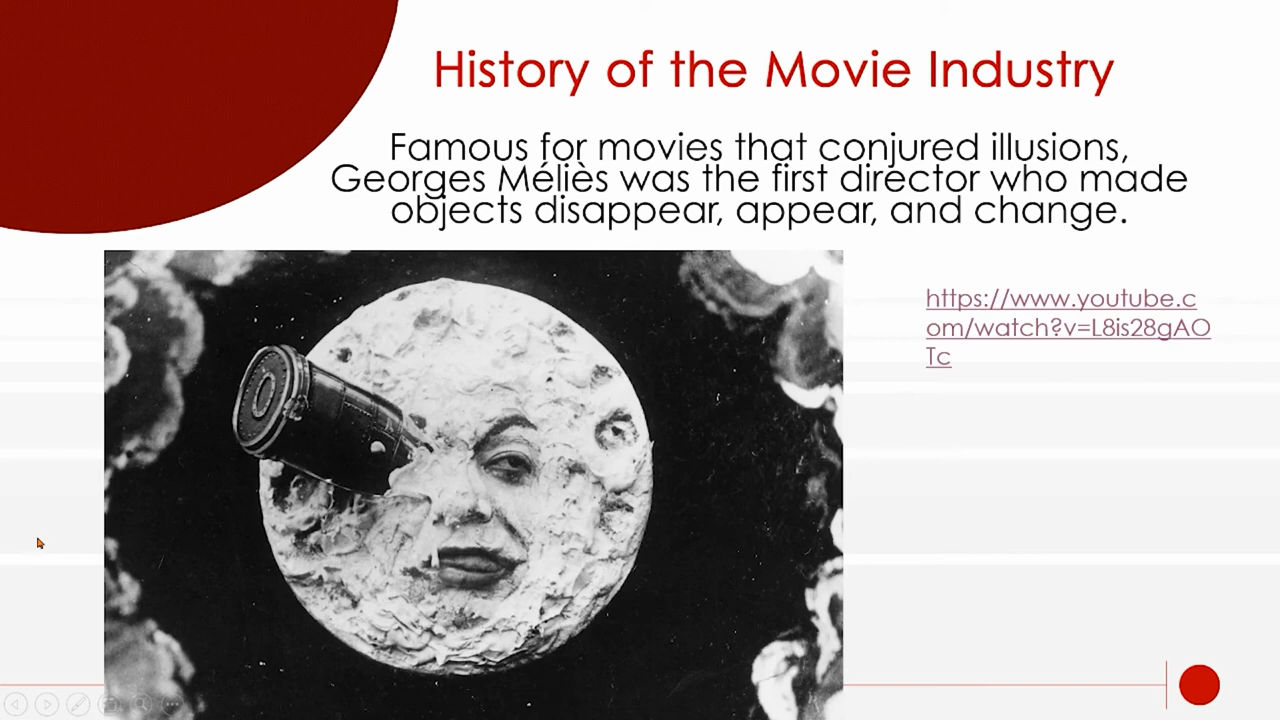 History of the Movie Industry
Famous for movies that conjured illusions,
Georges Méliès was the first director who made
objects disappear, appear, and change.
https://www.youtube.c
om/watch?v=L8is28gAO
Tc